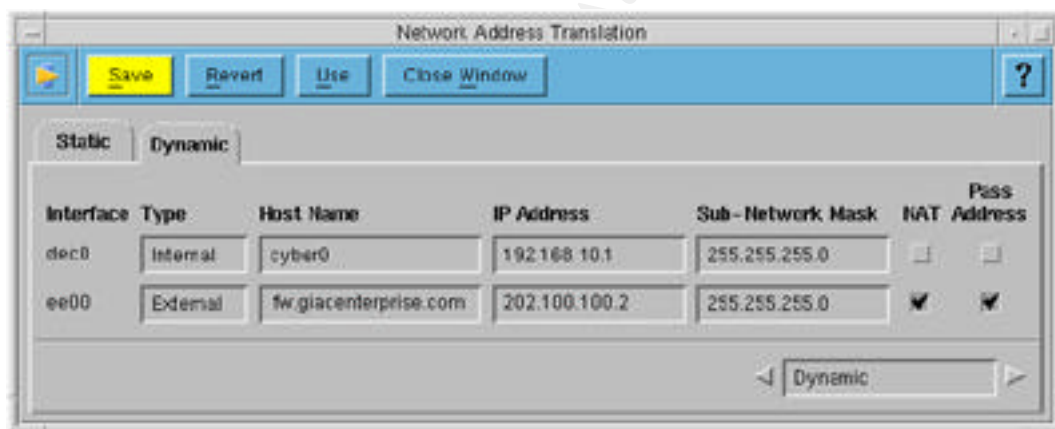 Network Address Translation
Save Revert Use Close Window ?
Static Dynamic
Interface Type Host Name IP Address Sub-Network Mask NAT Pass Address
dec0 Internal cyber0 192.168.10.1 255.255.255.0
ee00 External fw.giacenterprise.com 202.100.100.2 255.255.255.0
Dynamic